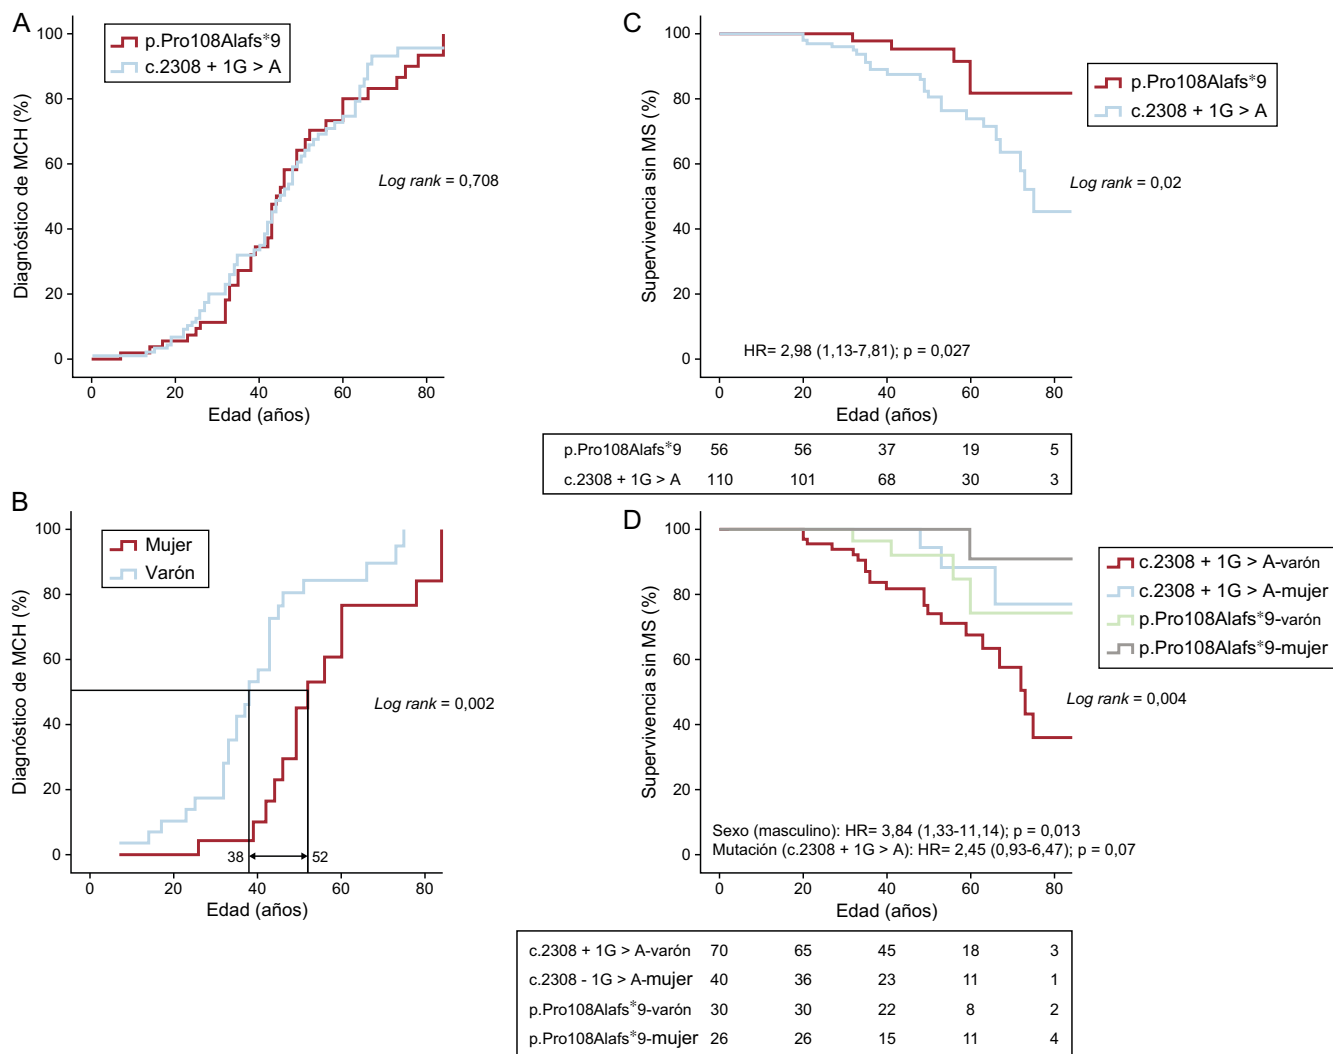 A
p.Pro108Alafs*9
c.2308 + 1G > A
Diagnóstico de MCH (%)
100
80
60
40
20
0
Log rank = 0,708
0 20 40 60 80
Edad (años)
C
p.Pro108Alafs*9
c.2308 + 1G > A
Supervivencia sin MS (%)
100
80
60
40
20
0
Log rank = 0,02
HR= 2,98 (1,13-7,81); p = 0,027
0 20 40 60 80
Edad (años)
p.Pro108Alafs*9 56 56 37 19 5
c.2308 + 1G > A 110 101 68 30 3
B
Mujer
Varón
Diagnóstico de MCH (%)
100
80
60
40
20
0
Log rank = 0,002
38 52
0 20 40 60 80
Edad (años)
D
c.2308 + 1G > A-varón
c.2308 + 1G > A-mujer
p.Pro108Alafs*9-varón
p.Pro108Alafs*9-mujer
Supervivencia sin MS (%)
100
80
60
40
20
0
Log rank = 0,004
Sexo (masculino): HR= 3,84 (1,33-11,14); p = 0,013
Mutación (c.2308 + 1G > A): HR= 2,45 (0,93-6,47); p = 0,07
0 20 40 60 80
Edad (años)
c.2308 + 1G > A-varón 70 65 45 18 3
c.2308 - 1G > A-mujer 40 36 23 11 1
p.Pro108Alafs*9-varón 30 30 22 8 2
p.Pro108Alafs*9-mujer 26 26 15 11 4